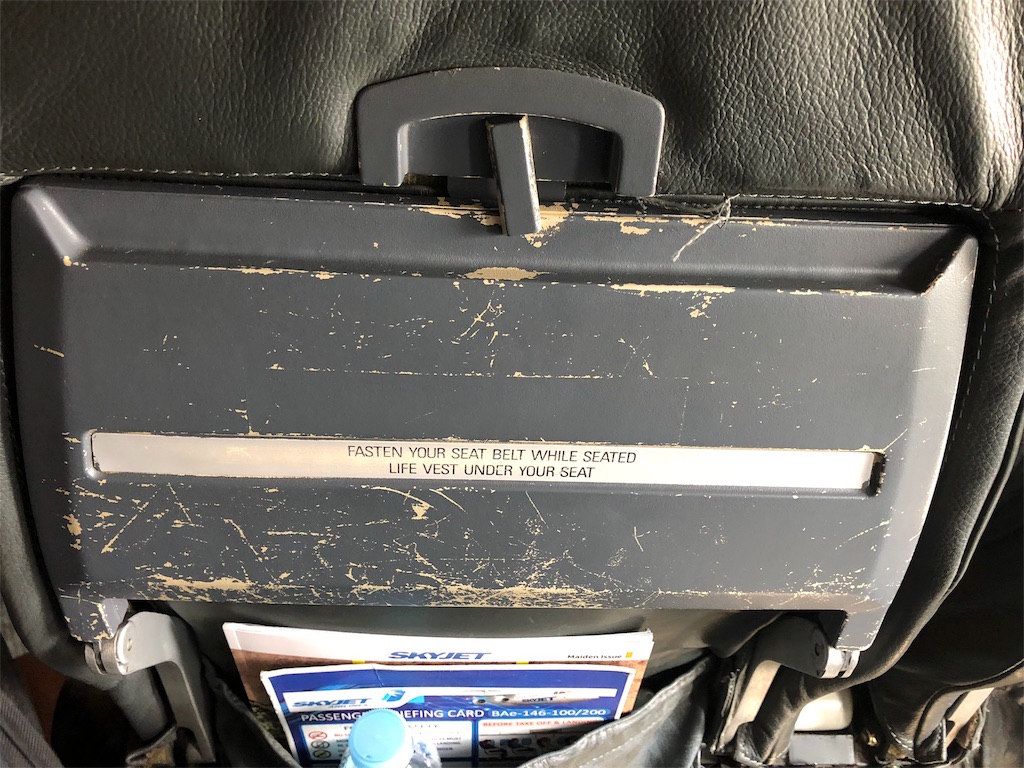 FASTEN YOUR SEAT BELT WHILE SEATED
LIFE VEST UNDER YOUR SEAT
SKYJET
Maiden Issue
SKYJET
SKYJET
PASSENGER BRIEFING CARD BAe-146-100/200
BEFORE TAKE OFF & LANDING